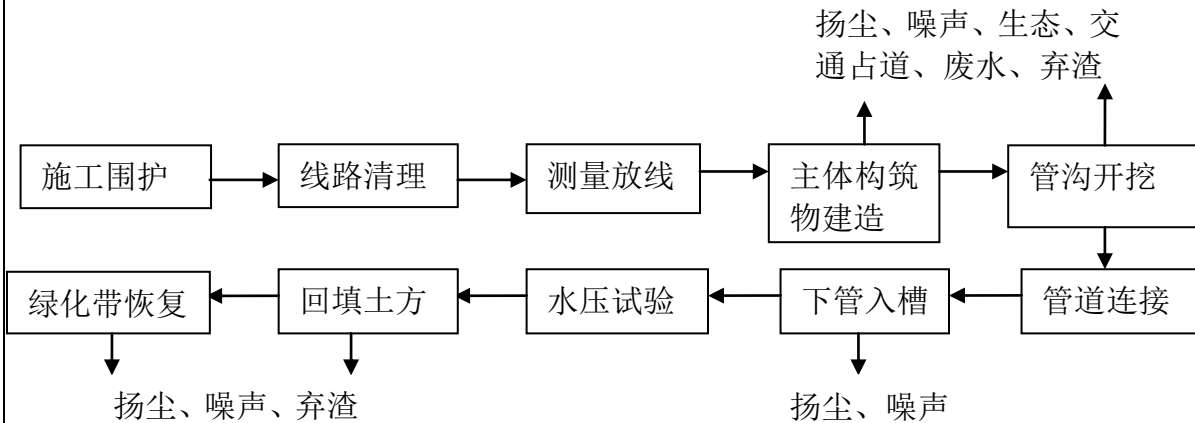 扬尘、噪声、生态、交
通占道、废水、弃渣
施工围护
线路清理
测量放线
主体构筑
物建造
管沟开挖
绿化带恢复
回填土方
水压试验
下管入槽
管道连接
扬尘、噪声、弃渣
扬尘、噪声